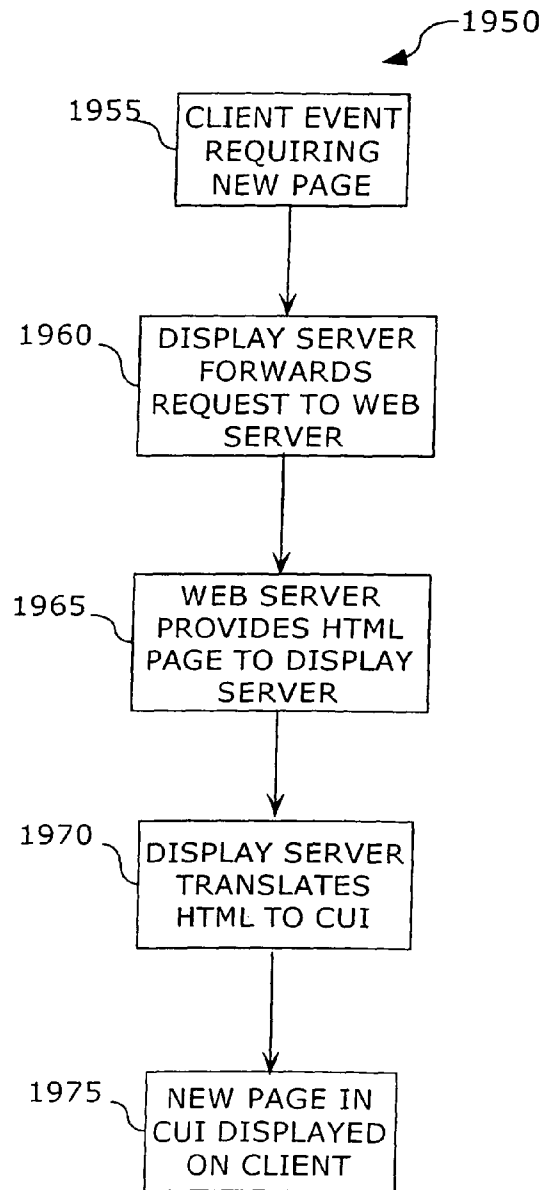 1950
1955
CLIENT EVENT
REQUIRING
NEW PAGE
1960
DISPLAY SERVER
FORWARDS
REQUEST TO WEB
SERVER
1965
WEB SERVER
PROVIDES HTML
PAGE TO DISPLAY
SERVER
1970
DISPLAY SERVER
TRANSLATES
HTML TO CUI
1975
NEW PAGE IN
CUI DISPLAYED
ON CLIENT